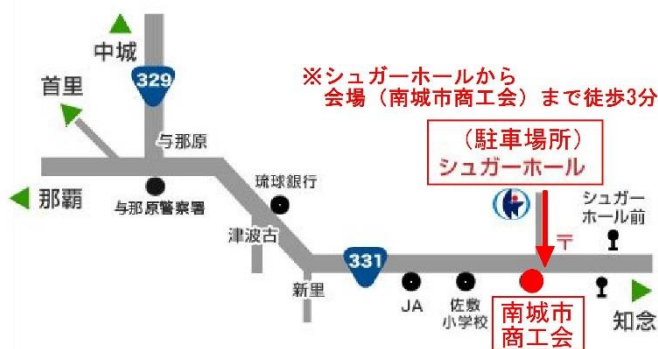 中城
329
首里
※シュガーホールから
会場（南城市商工会）まで徒歩3分
与那原
（駐車場所）
シュガーホール
琉球銀行
那覇
与那原警察署
シュガー
ホール前
津波古
〒
331
新里
JA
佐敷
小学校
南城市
商工会
知念